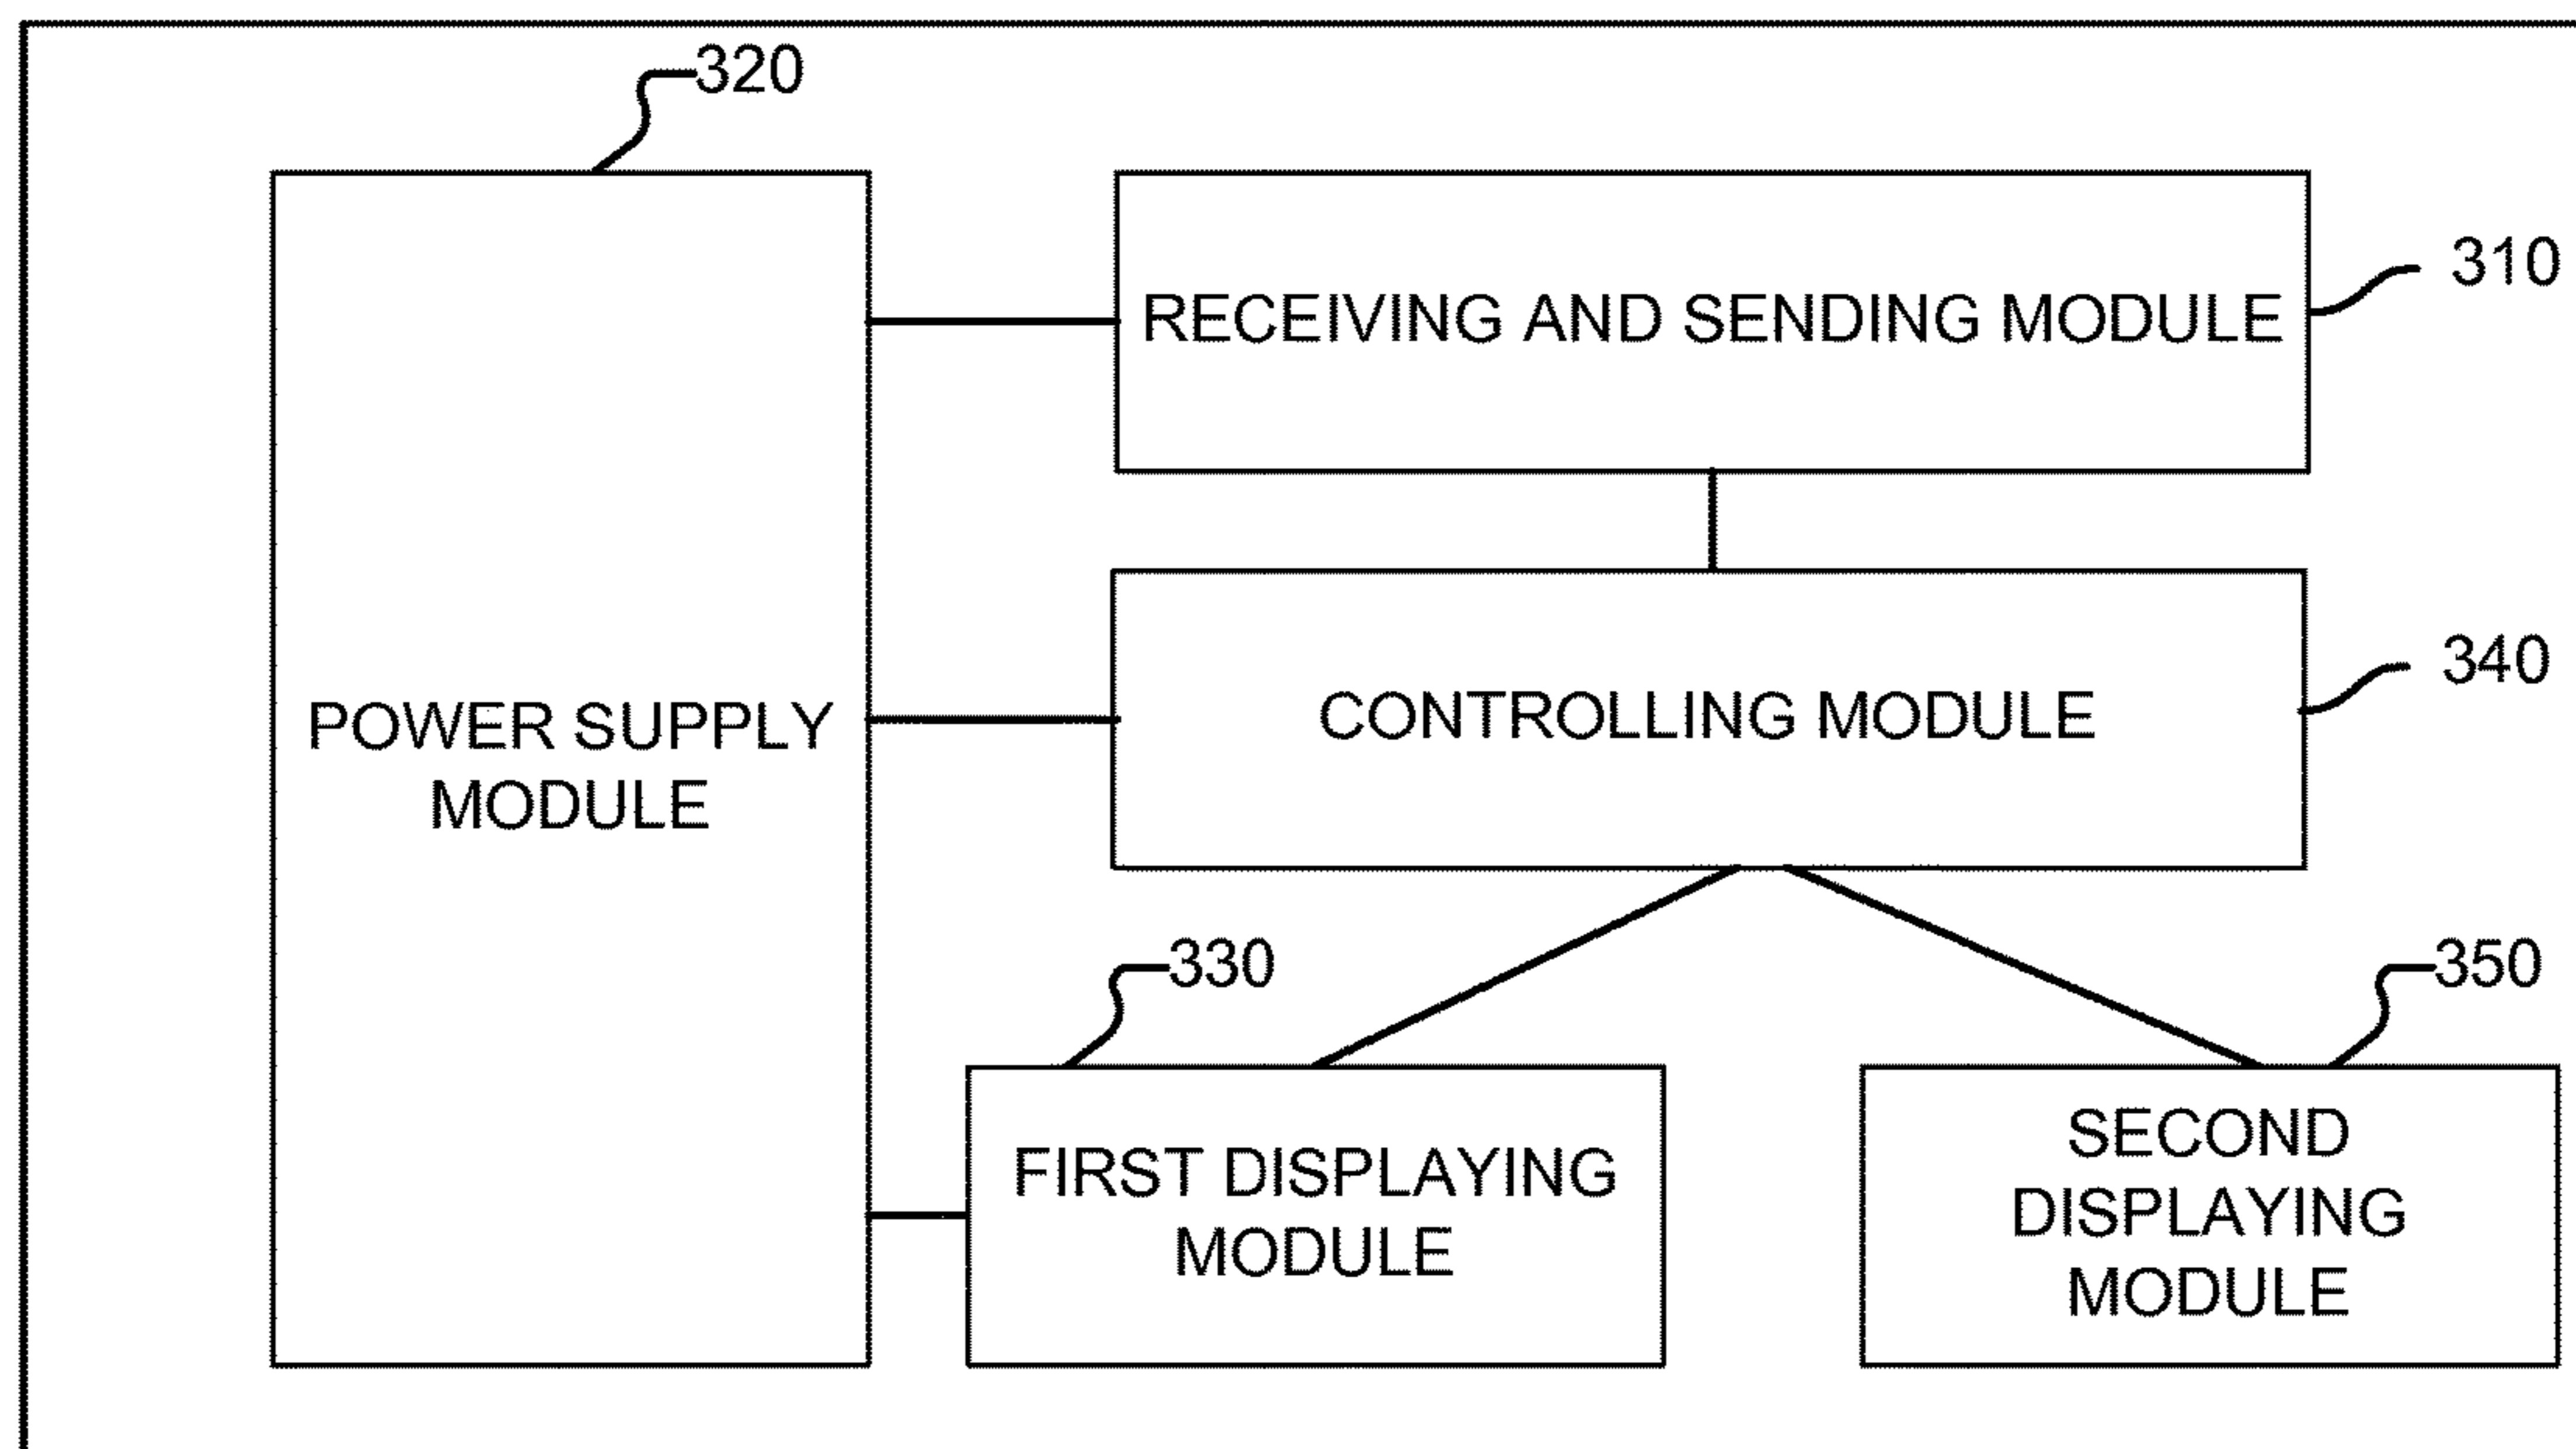 320
310
RECEIVING AND SENDING MODULE
340
CONTROLLING MODULE
POWER SUPPLY
MODULE
330
350
FIRST DISPLAYING
MODULE
SECOND
DISPLAYING
MODULE